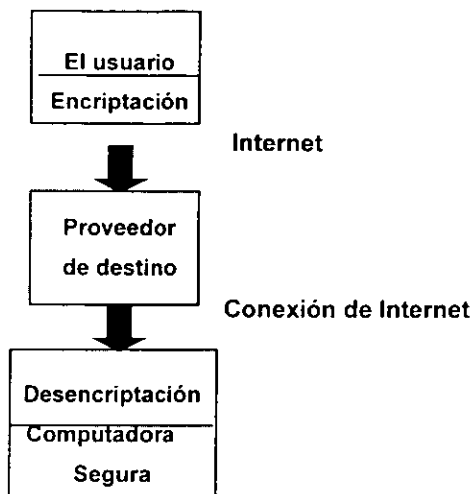 El usuario
Encriptación
Internet
Proveedor
de destino
Conexión de Internet
Desencriptación
Computadora
Segura